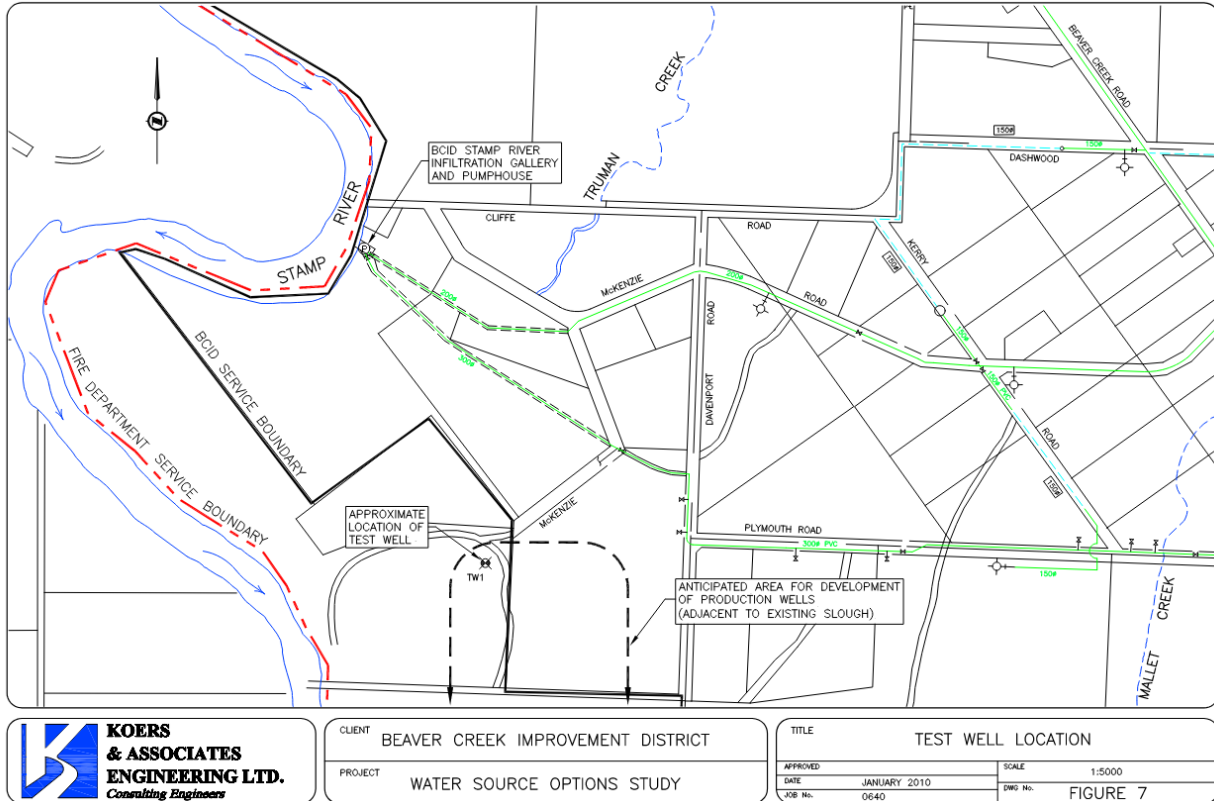 BEAVER CREEK ROAD
CREEK
TRUMAN
BCID STAMP RIVER
INFILTRATION GALLERY
AND PUMPHOUSE
150ø
150ø
DASHWOOD
RIVER
STAMP
CLIFFE
ROAD
KERRY
150ø
McKENZIE
200ø
ROAD
200ø
300ø
ROAD
DAVENPORT
150ø
150ø PVC
ROAD
150ø
BCID SERVICE BOUNDARY
FIRE DEPARTMENT SERVICE BOUNDARY
APPROXIMATE
LOCATION OF
TEST WELL
TW1
McKENZIE
PLYMOUTH ROAD
300ø PVC
150ø
ANTICIPATED AREA FOR DEVELOPMENT
OF PRODUCTION WELLS
(ADJACENT TO EXISTING SLOUGH)
CREEK
MALLET
KOERS
& ASSOCIATES
ENGINEERING LTD.
Consulting Engineers
CLIENT BEAVER CREEK IMPROVEMENT DISTRICT
PROJECT WATER SOURCE OPTIONS STUDY
TITLE TEST WELL LOCATION
APPROVED
SCALE 1:5000
DATE JANUARY 2010
DWG No. FIGURE 7
JOB No. 0640